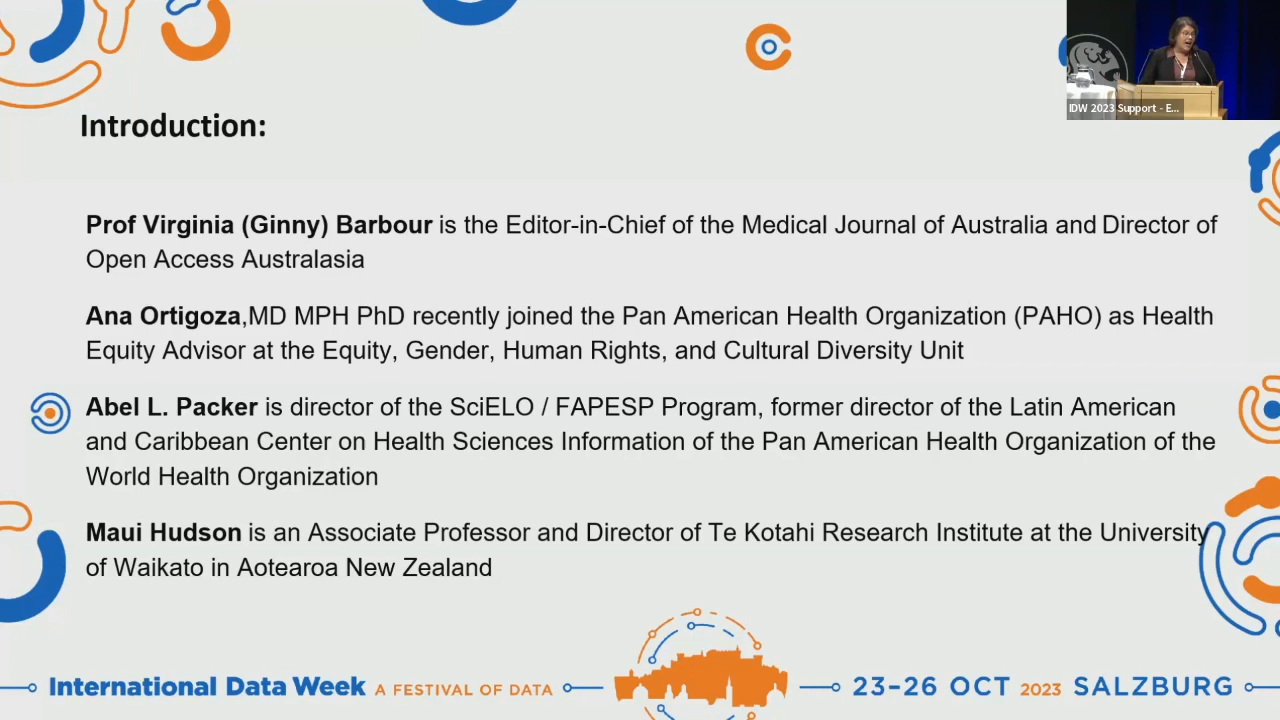 IDW 2023 Support - E...
Introduction:
Prof Virginia (Ginny) Barbour is the Editor-in-Chief of the Medical Journal of Australia and Director of
Open Access Australasia
Ana Ortigoza,MD MPH PhD recently joined the Pan American Health Organization (PAHO) as Health
Equity Advisor at the Equity, Gender, Human Rights, and Cultural Diversity Unit
Abel L. Packer is director of the SciELO / FAPESP Program, former director of the Latin American
and Caribbean Center on Health Sciences Information of the Pan American Health Organization of the
World Health Organization
Maui Hudson is an Associate Professor and Director of Te Kotahi Research Institute at the University
of Waikato in Aotearoa New Zealand
International Data Week A FESTIVAL OF DATA 23-26 OCT 2023 SALZBURG